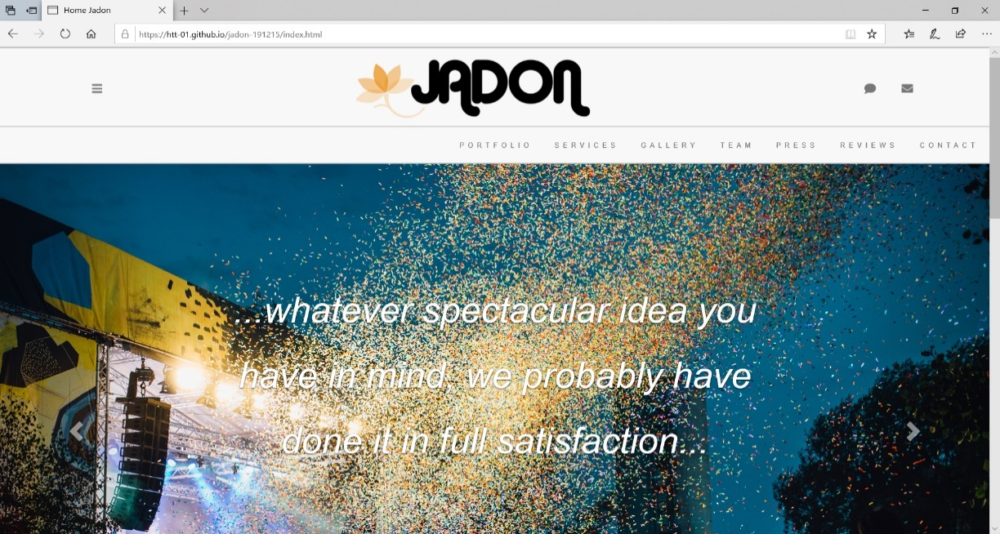 Home Jadon
https://htt-01.github.io/jadon-191215/index.html
JADON
PORTFOLIO SERVICES GALLERY TEAM PRESS REVIEWS CONTACT
...whatever spectacular idea you
have in mind, we probably have
done it in full satisfaction...